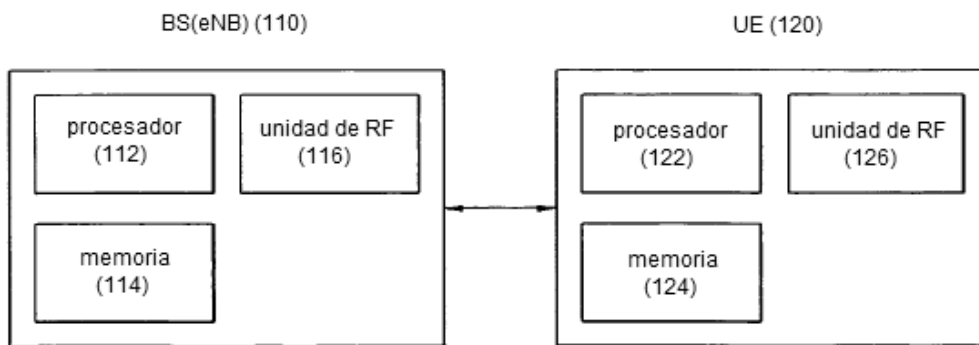 BS(eNB) (110)
UE (120)
procesador
(112)
unidad de RF
(116)
procesador
(122)
unidad de RF
(126)
memoria
(114)
memoria
(124)